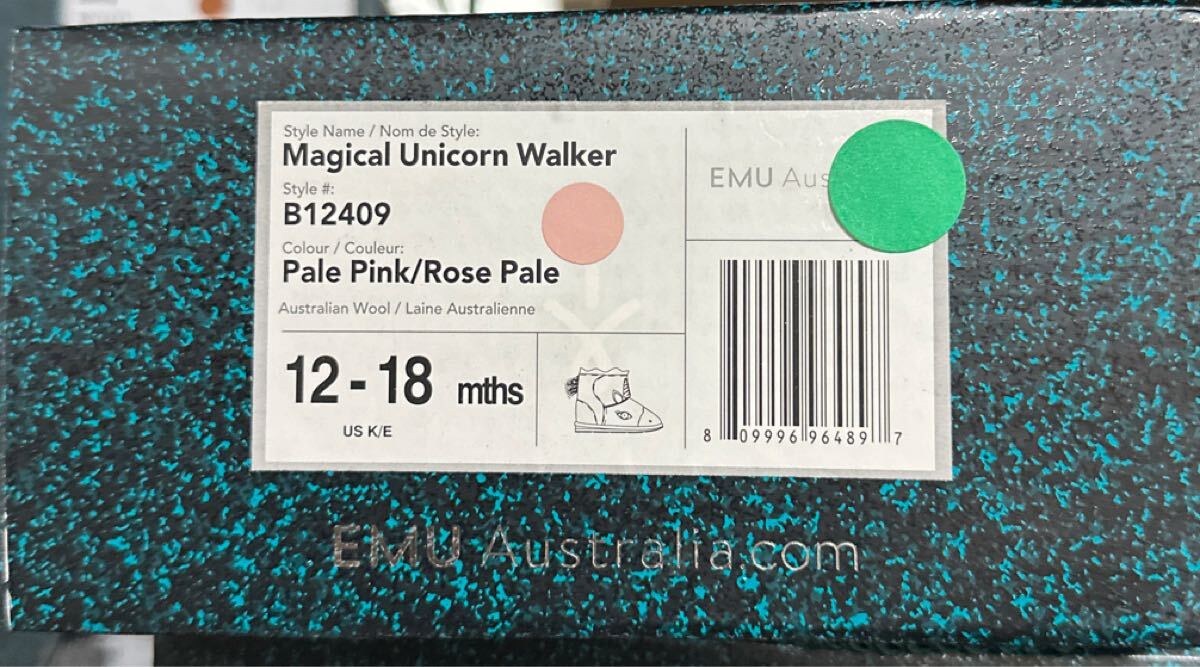 Style Name / Nom de Style:
Magical Unicorn Walker
Style #:
B12409
Colour / Couleur:
Pale Pink/Rose Pale
Australian Wool / Laine Australienne
12 - 18 mths
US K/E
EMU Aus
8 09996 96489 7
EMU Australia.com